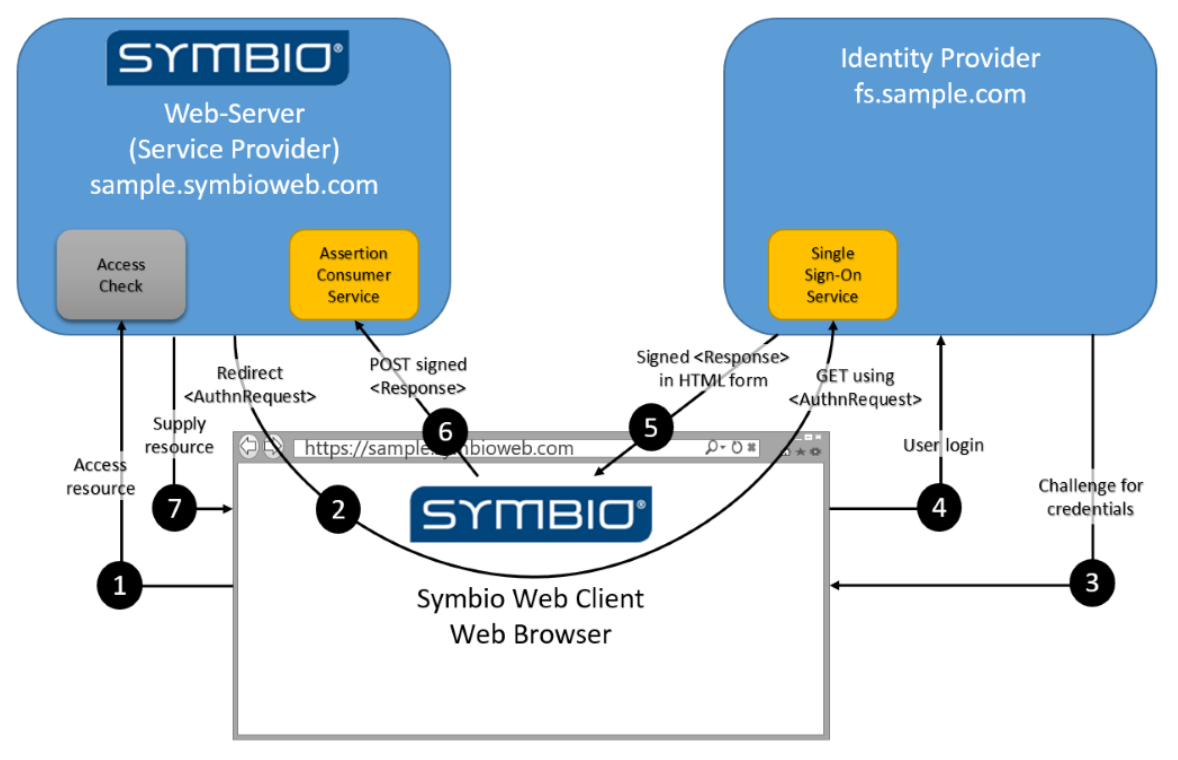 SYMBIO®
Web-Server
(Service Provider)
sample.symbioweb.com
Access
Check
Assertion
Consumer
Service
Identity Provider
fs.sample.com
Single
Sign-On
Service
Redirect
<AuthnRequest>
POST signed
<Response>
Signed <Response>
in HTML form
GET using
<AuthnRequest>
Supply
resource
Access
resource
User login
Challenge for
credentials
1
2
3
4
5
6
7
https://sample.symbioweb.com
SYMBIO®
Symbio Web Client
Web Browser